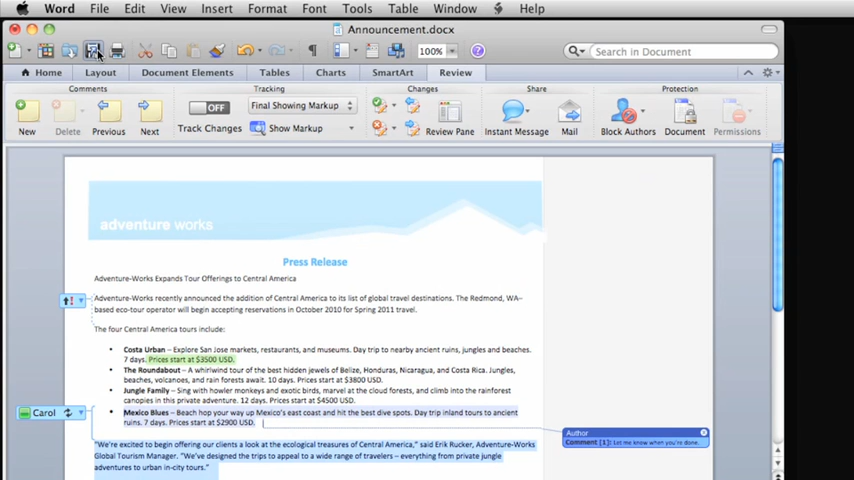 Word File Edit View Insert Format Font Tools Table Window Help
Announcement.docx
100% Search in Document
Home Layout Document Elements Tables Charts SmartArt Review
Comments Tracking Changes Share Protection
OFF Final Showing Markup
New Delete Previous Next Track Changes Show Markup Review Pane Instant Message Mail Block Authors Document Permissions
adventure works
Press Release
Adventure-Works Expands Tour Offerings to Central America
Adventure-Works recently announced the addition of Central America to its list of global travel destinations. The Redmond, WA–
based eco-tour operator will begin accepting reservations in October 2010 for Spring 2011 travel.
The four Central America tours include:
• Costa Urban – Explore San Jose markets, restaurants, and museums. Day trip to nearby ancient ruins, jungles and beaches.
7 days. Prices start at $3500 USD.
• The Roundabout – A whirlwind tour of the best hidden jewels of Belize, Honduras, Nicaragua, and Costa Rica. Jungles,
beaches, volcanoes, and rain forests await. 10 days. Prices start at $3800 USD.
• Jungle Family – Sing with howler monkeys and exotic birds, marvel at the cloud forests, and climb into the rainforest
canopies in this private adventure. 12 days. Prices start at $4500 USD.
Carol
• Mexico Blues – Beach hop your way up Mexico's east coast and hit the best dive spots. Day trip inland tours to ancient
ruins. 7 days. Prices start at $2900 USD.
Author
Comment [1]: Let me know when you're done.
"We're excited to begin offering our clients a look at the ecological treasures of Central America," said Erik Rucker, Adventure-Works
Global Tourism Manager. "We've designed the trips to appeal to a wide range of travelers – everything from private jungle
adventures to urban in-city tours."